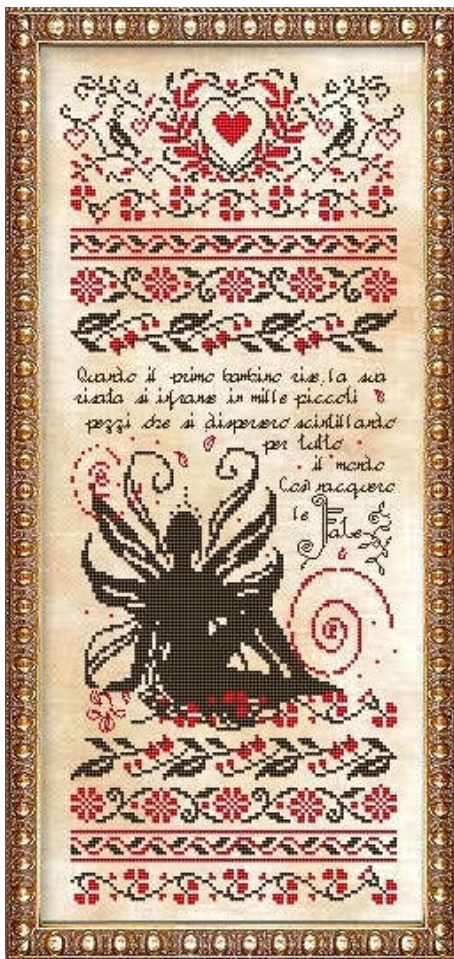 Quando il primo bambino rise, la sua
risata si infranse in mille piccoli
pezzi che si dispersero scintillando
per tutto
il mondo
Così nacquero
le Fate